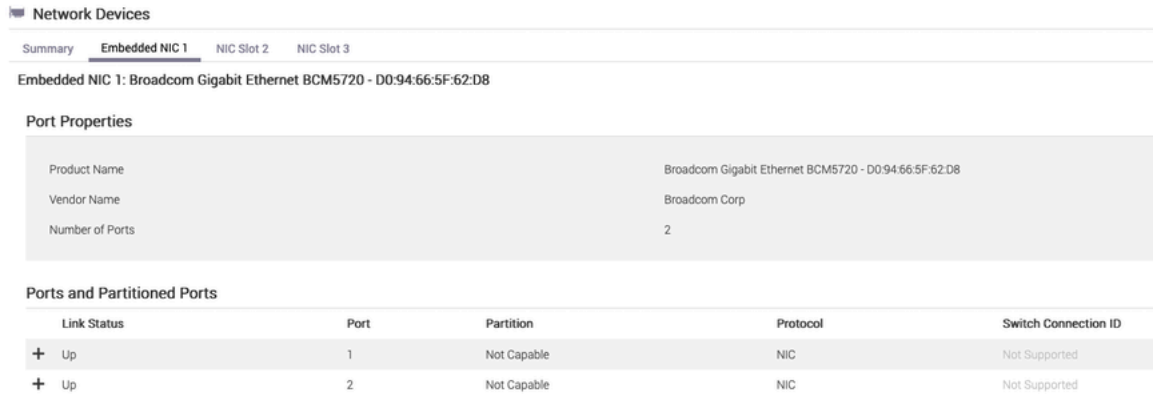 Network Devices
Summary Embedded NIC 1 NIC Slot 2 NIC Slot 3
Embedded NIC 1: Broadcom Gigabit Ethernet BCM5720 - D0:94:66:5F:62:D8
Port Properties
Product Name Broadcom Gigabit Ethernet BCM5720 - D0:94:66:5F:62:D8
Vendor Name Broadcom Corp
Number of Ports 2
Ports and Partitioned Ports
Link Status Port Partition Protocol Switch Connection ID
+ Up 1 Not Capable NIC Not Supported
+ Up 2 Not Capable NIC Not Supported